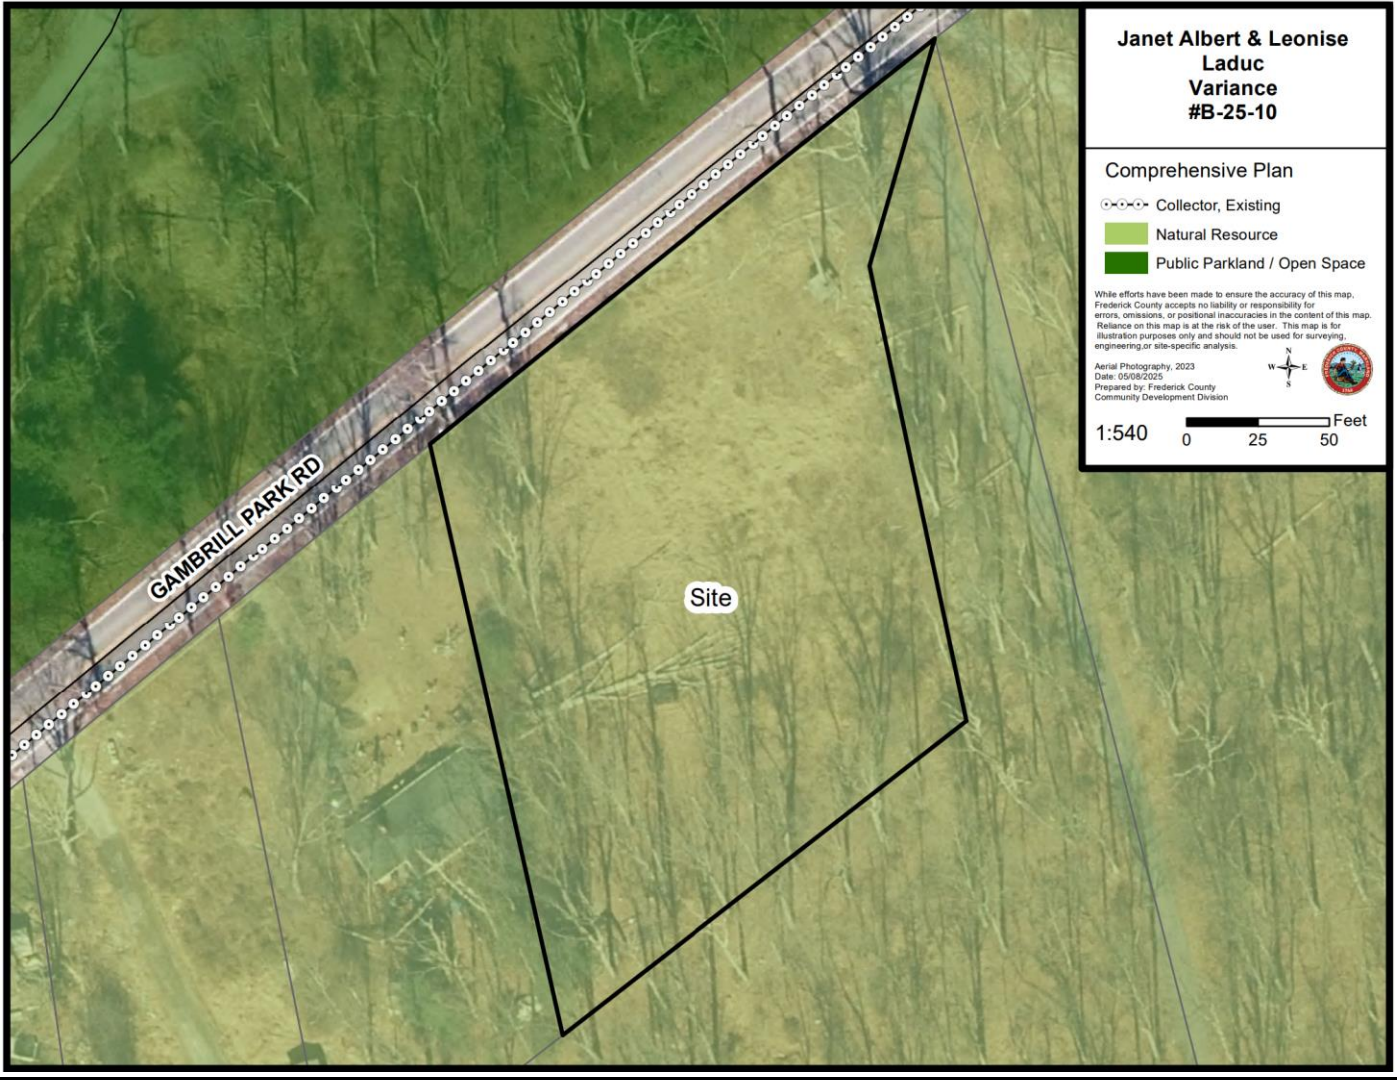 Janet Albert & Leonise
Laduc
Variance
#B-25-10
Comprehensive Plan
Collector, Existing
Natural Resource
Public Parkland / Open Space
While efforts have been made to ensure the accuracy of this map,
Frederick County accepts no liability or responsibility for
errors, omissions, or positional inaccuracies in the content of this map.
Reliance on this map is at the risk of the user. This map is for
illustration purposes only and should not be used for surveying,
engineering,or site-specific analysis.
N
W E
S
Aerial Photography, 2023
Date: 05/08/2025
Prepared by: Frederick County
Community Development Division
1:540
Feet
0 25 50
GAMBRILL PARK RD
Site